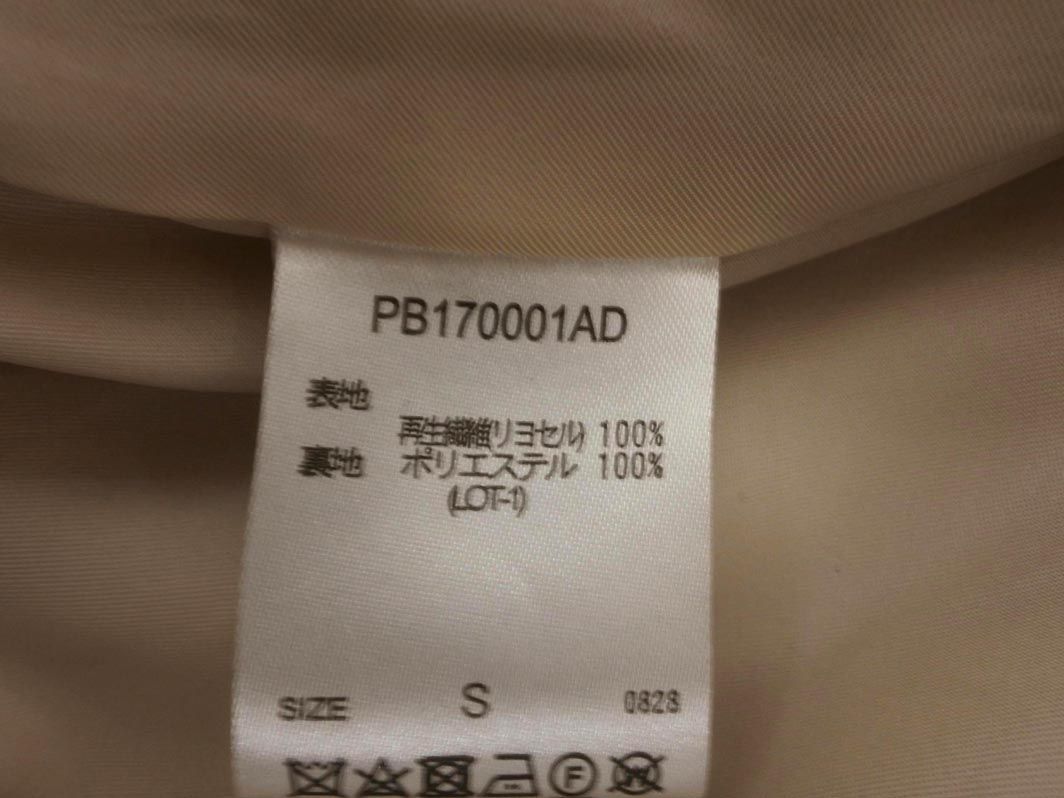 PB170001AD
表地
再生繊維(リヨセル) 100%
裏地 ポリエステル 100%
(LOT-1)
SIZE S 0828
F W